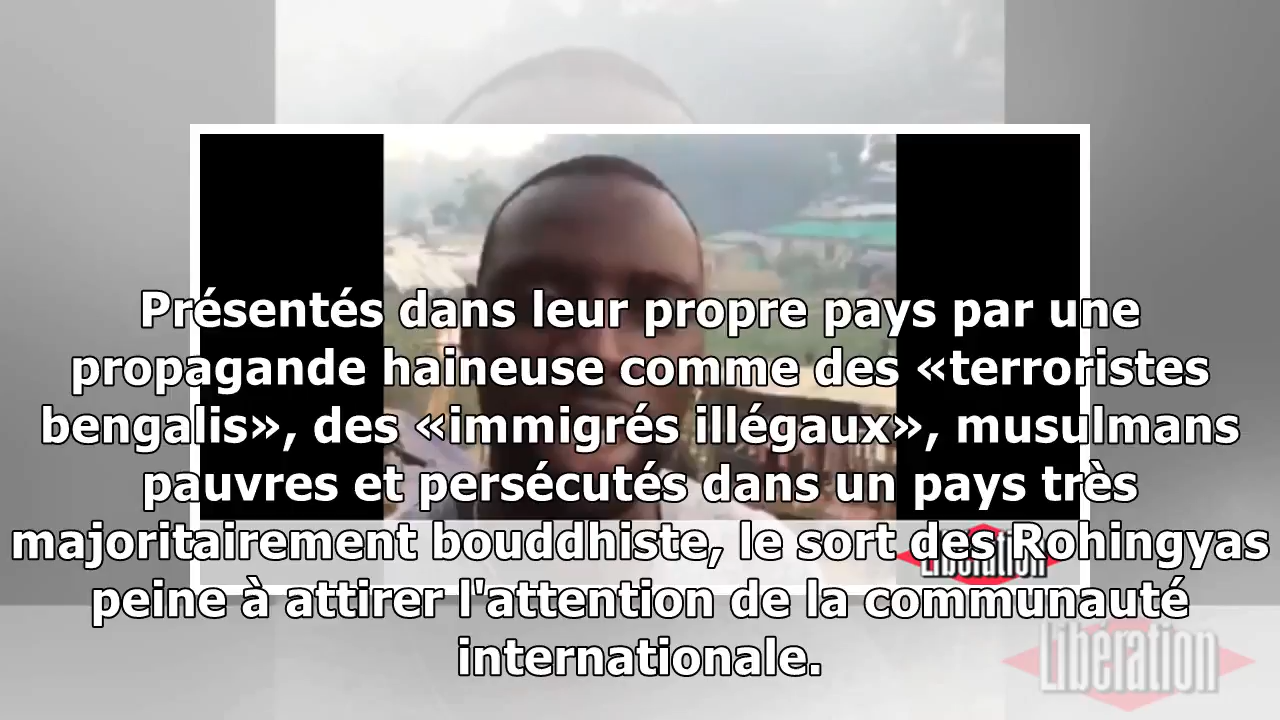 Présentés dans leur propre pays par une
propagande haineuse comme des «terroristes
bengalis», des «immigrés illégaux», musulmans
pauvres et persécutés dans un pays très
majoritairement bouddhiste, le sort des Rohingyas
peine à attirer l'attention de la communauté
internationale.
Libération
Libération